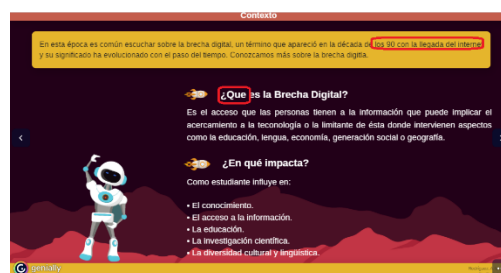 Contexto
En esta época es común escuchar sobre la brecha digital, un término que apareció en la década de los 90 con la llegada del internet
y su significado ha evolucionado con el paso del tiempo. Conozcamos más sobre la brecha digitla.
¿Que es la Brecha Digital?
Es el acceso que las personas tienen a la información que puede implicar el
acercamiento a la teconología o la limitante de ésta donde intervienen aspectos
como la educación, lengua, economía, generación social o geografía.
¿En qué impacta?
Como estudiante influye en:
• El conocimiento.
• El acceso a la información.
• La educación.
• La investigación científica.
• La diversidad cultural y lingüística.
genially